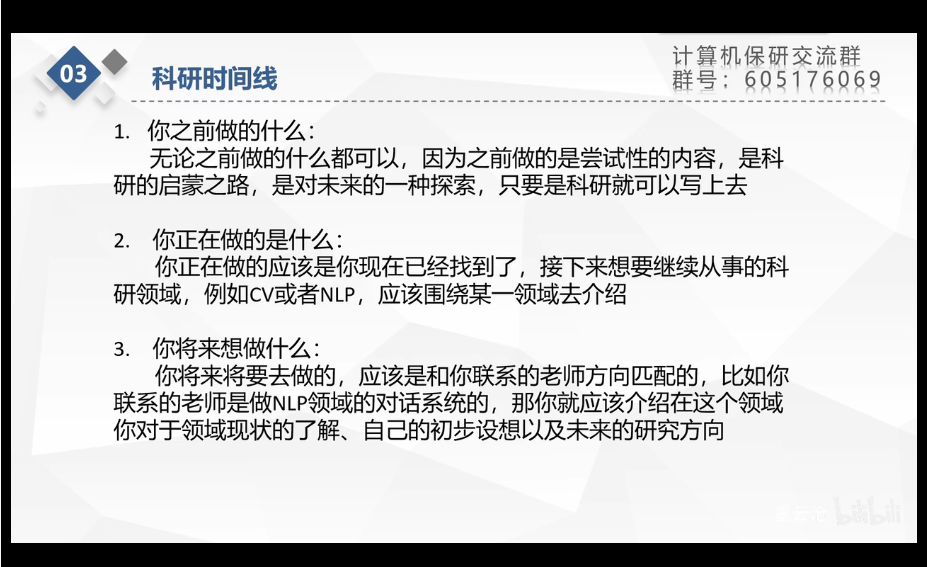 03
科研时间线
计算机保研交流群
群号：605176069
1. 你之前做的什么：
无论之前做的什么都可以，因为之前做的是尝试性的内容，是科
研的启蒙之路，是对未来的一种探索，只要是科研就可以写上去
2. 你正在做的是什么：
你正在做的应该是你现在已经找到了，接下来想要继续从事的科
研领域，例如CV或者NLP，应该围绕某一领域去介绍
3. 你将来想做什么：
你将来将要去做的，应该是和你联系的老师方向匹配的，比如你
联系的老师是做NLP领域的对话系统的，那你就应该介绍在这个领域
你对于领域现状的了解、自己的初步设想以及未来的研究方向
bilibili